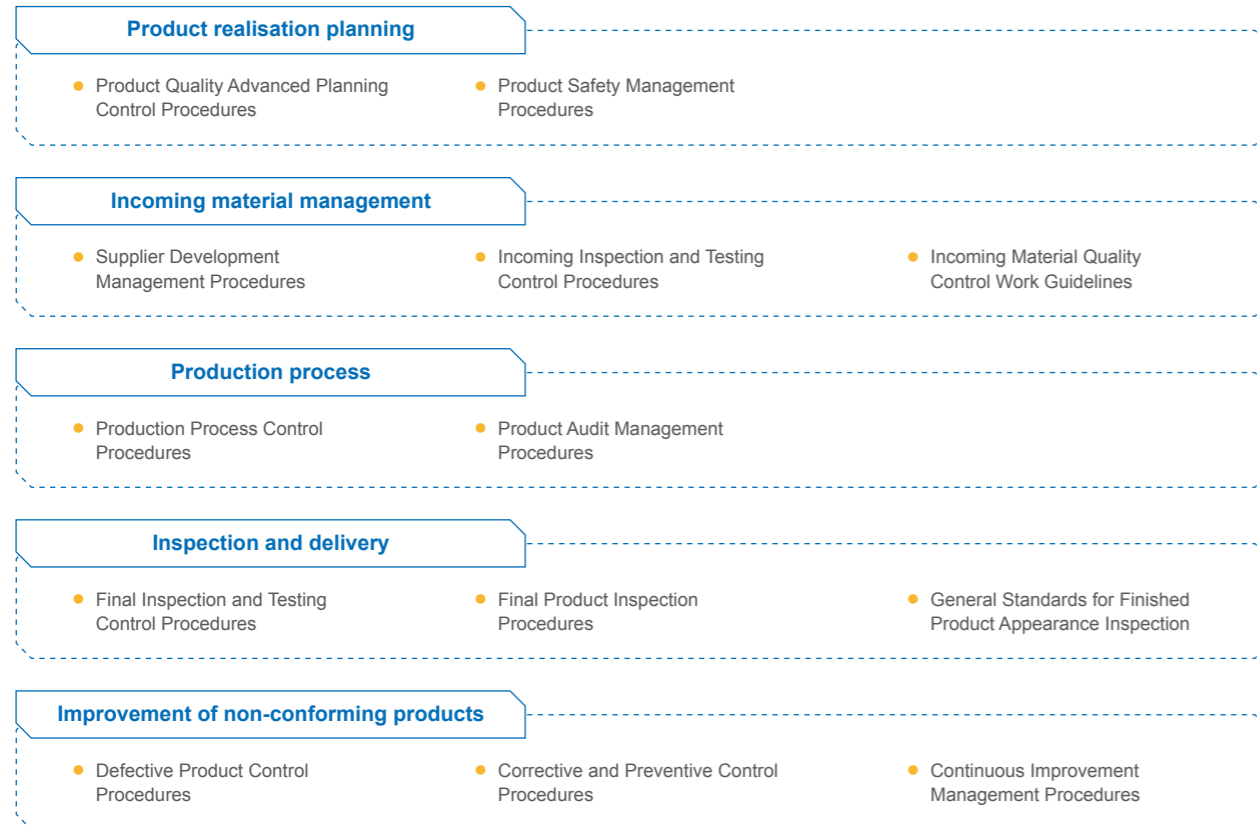 Product realisation planning
Product Quality Advanced Planning
Control Procedures
Product Safety Management
Procedures
Incoming material management
Supplier Development
Management Procedures
Incoming Inspection and Testing
Control Procedures
Incoming Material Quality
Control Work Guidelines
Production process
Production Process Control
Procedures
Product Audit Management
Procedures
Inspection and delivery
Final Inspection and Testing
Control Procedures
Final Product Inspection
Procedures
General Standards for Finished
Product Appearance Inspection
Improvement of non-conforming products
Defective Product Control
Procedures
Corrective and Preventive Control
Procedures
Continuous Improvement
Management Procedures